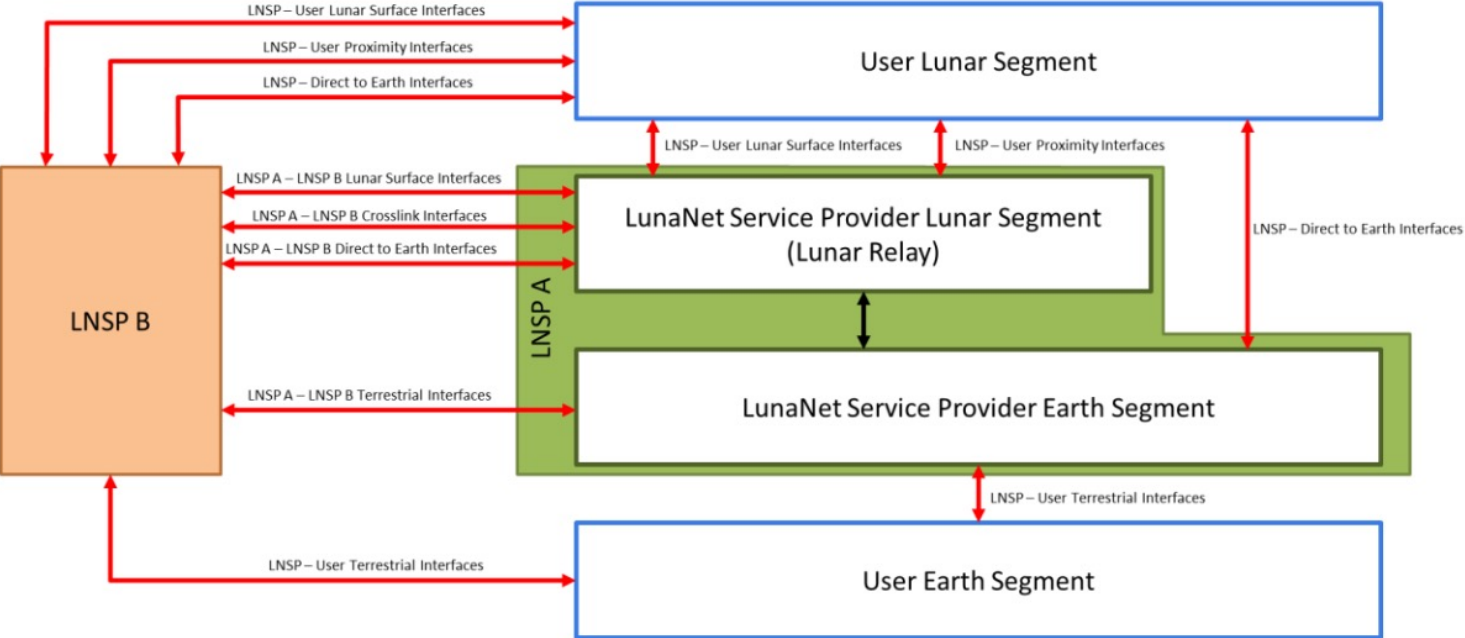 LNSP – User Lunar Surface Interfaces
LNSP – User Proximity Interfaces
LNSP – Direct to Earth Interfaces
User Lunar Segment
LNSP – User Lunar Surface Interfaces
LNSP – User Proximity Interfaces
LNSP – Direct to Earth Interfaces
LNSP A – LNSP B Lunar Surface Interfaces
LNSP A – LNSP B Crosslink Interfaces
LNSP A – LNSP B Direct to Earth Interfaces
LunaNet Service Provider Lunar Segment
(Lunar Relay)
LNSP B
LNSP A
LNSP A – LNSP B Terrestrial Interfaces
LunaNet Service Provider Earth Segment
LNSP – User Terrestrial Interfaces
LNSP – User Terrestrial Interfaces
User Earth Segment